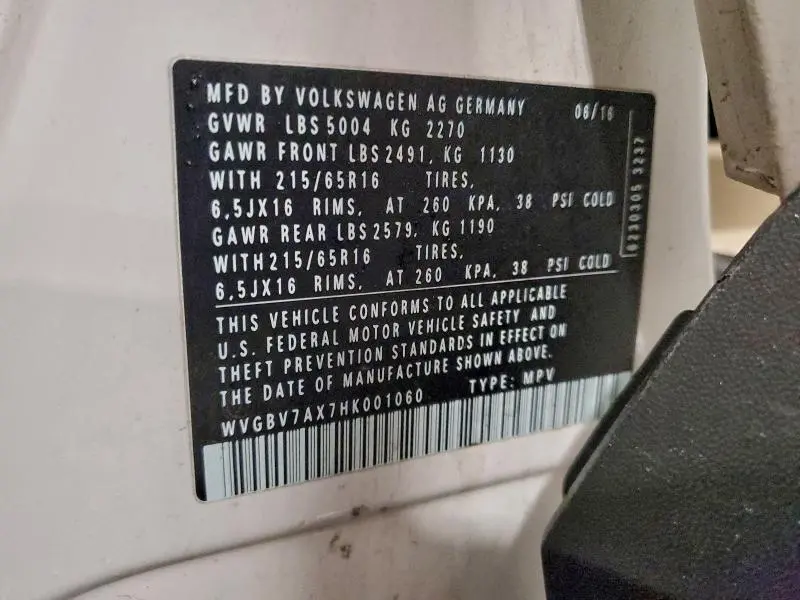 MFD BY VOLKSWAGEN AG GERMANY 06/16
GVWR LBS 5004 KG 2270
GAWR FRONT LBS 2491, KG 1130
WITH 215/65R16 TIRES,
6,5JX16 RIMS, AT 260 KPA, 38 PSI COLD
GAWR REAR LBS 2579, KG 1190
WITH 215/65R16 TIRES,
6,5JX16 RIMS, AT 260 KPA, 38 PSI COLD
THIS VEHICLE CONFORMS TO ALL APPLICABLE
U.S. FEDERAL MOTOR VEHICLE SAFETY AND
THEFT PREVENTION STANDARDS IN EFFECT ON
THE DATE OF MANUFACTURE SHOWN ABOVE.
WVGBV7AX7HK001060 TYPE: MPV
3237